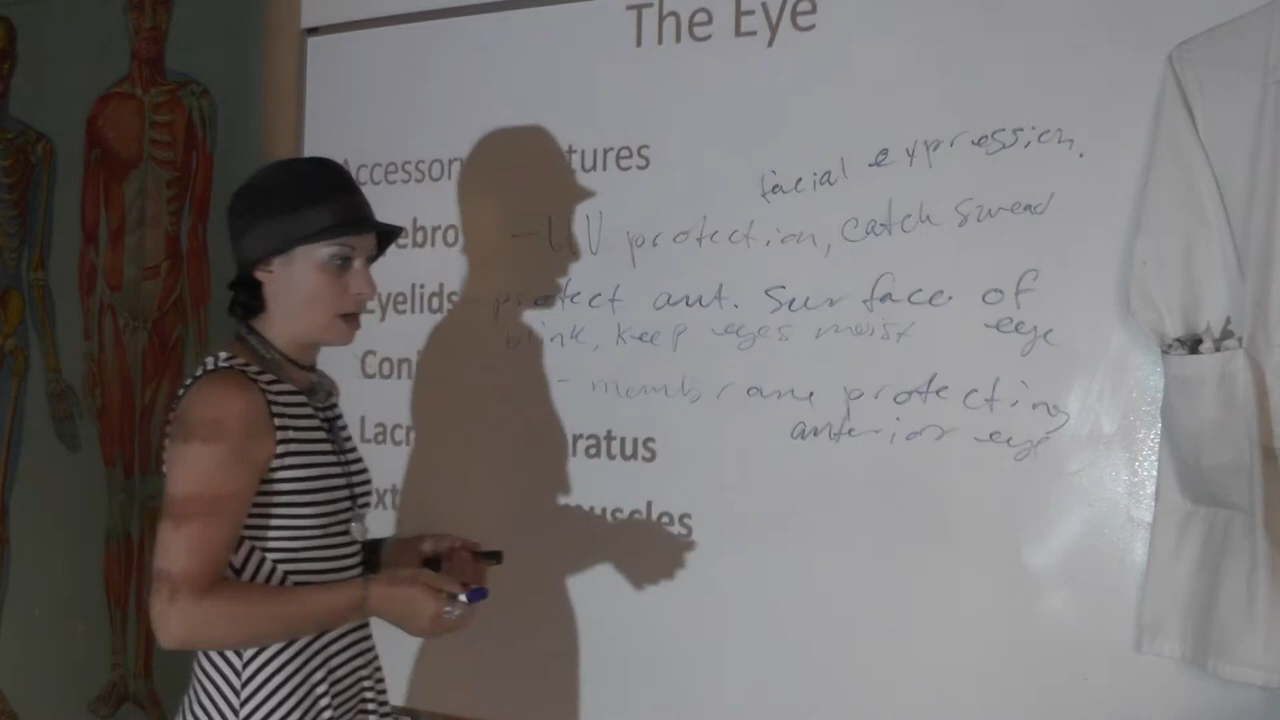 The Eye
Accessor tures
facial expression.
ebro - UV protection, catch sweat
Eyelids protect ant. surface of
blink, keep eyes moist eye
Con - membrane protecting
Lacr ratus anterior eye
Ext muscles